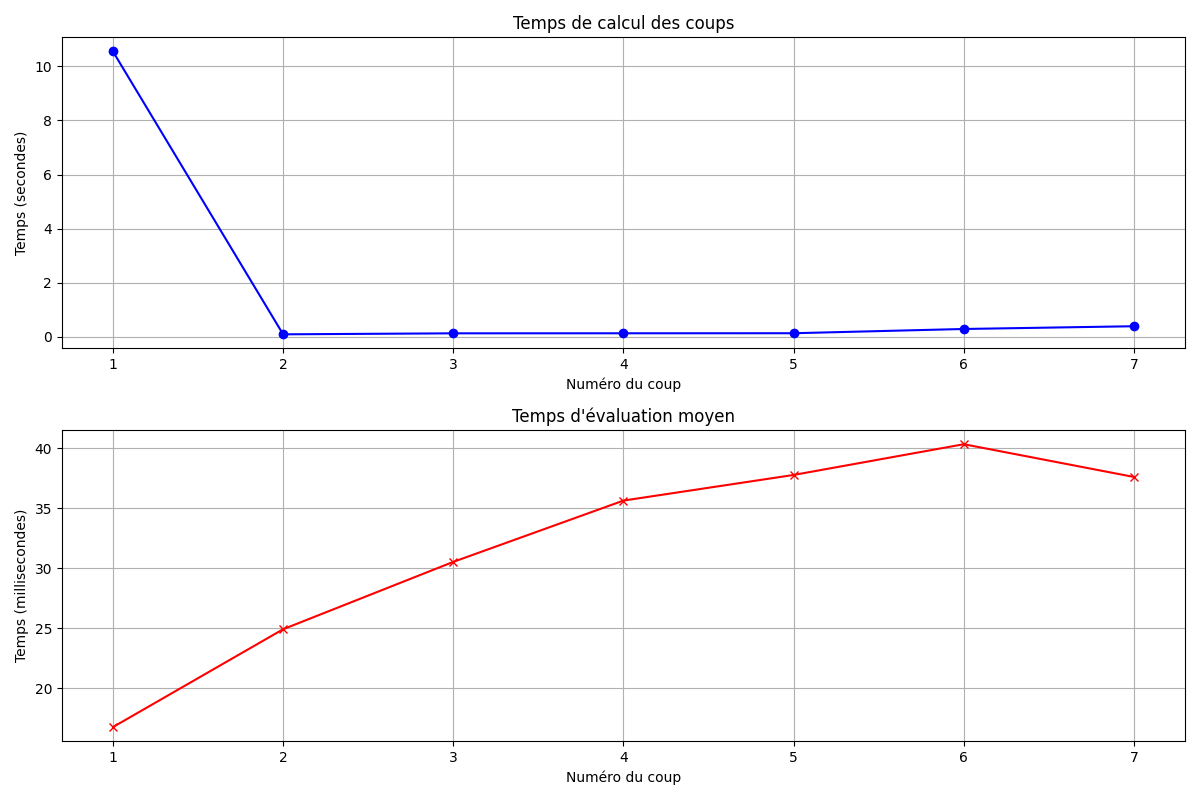 Temps de calcul des coups
Temps (secondes)
10
8
6
4
2
0
1 2 3 4 5 6 7
Numéro du coup
Temps d'évaluation moyen
Temps (millisecondes)
40
35
30
25
20
1 2 3 4 5 6 7
Numéro du coup